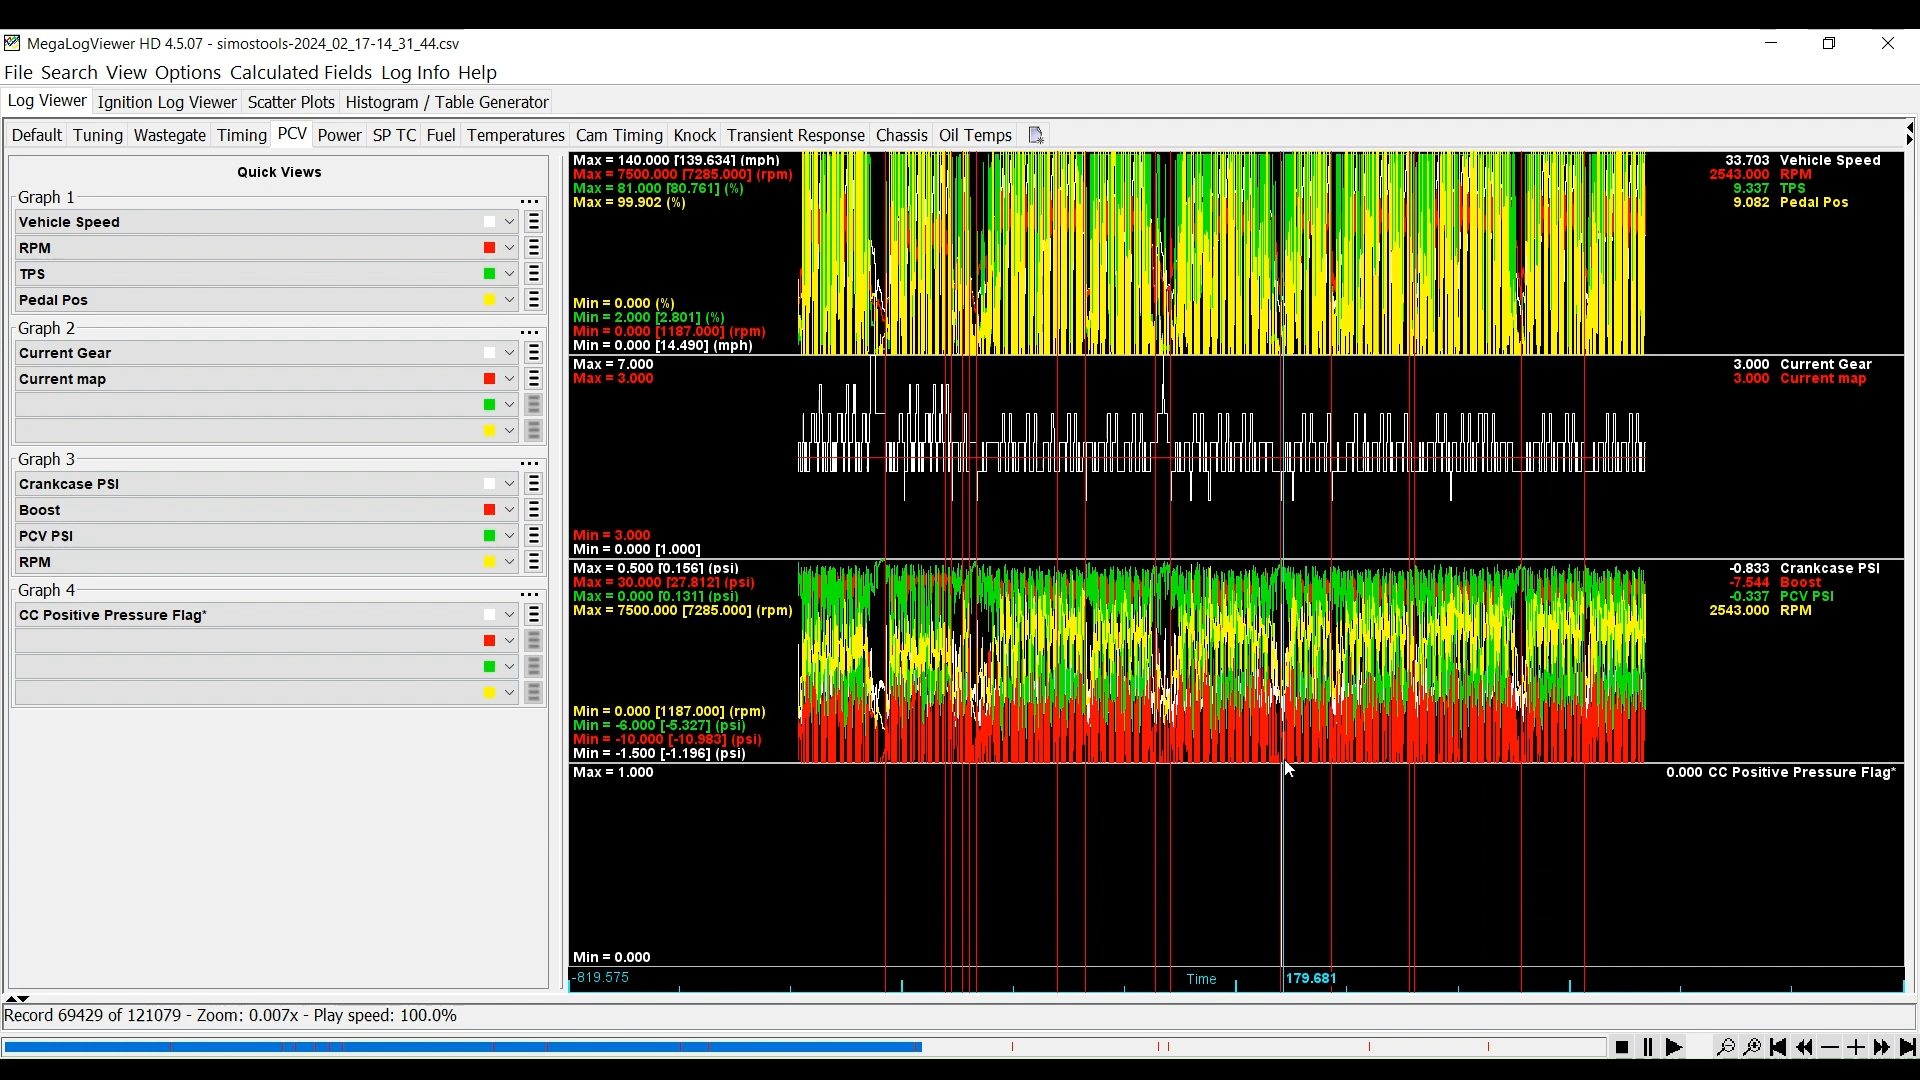 MegaLogViewer HD 4.5.07 - simostools-2024_02_17-14_31_44.csv
File Search View Options Calculated Fields Log Info Help
Log Viewer Ignition Log Viewer Scatter Plots Histogram / Table Generator
Default Tuning Wastegate Timing PCV Power SP TC Fuel Temperatures Cam Timing Knock Transient Response Chassis Oil Temps
Quick Views
Graph 1
Vehicle Speed
RPM
TPS
Pedal Pos
Graph 2
Current Gear
Current map
Graph 3
Crankcase PSI
Boost
PCV PSI
RPM
Graph 4
CC Positive Pressure Flag*
Max = 140.000 [139.634] (mph)
Max = 7500.000 [7285.000] (rpm)
Max = 81.000 [80.761] (%)
Max = 99.902 (%)
Min = 0.000 (%)
Min = 2.000 [2.801] (%)
Min = 0.000 [1187.000] (rpm)
Min = 0.000 [14.490] (mph)
33.703 Vehicle Speed
2543.000 RPM
9.337 TPS
9.082 Pedal Pos
Max = 7.000
Max = 3.000
Min = 3.000
Min = 0.000 [1.000]
3.000 Current Gear
3.000 Current map
Max = 0.500 [0.156] (psi)
Max = 30.000 [27.812] (psi)
Max = 0.000 [0.131] (psi)
Max = 7500.000 [7285.000] (rpm)
Min = 0.000 [1187.000] (rpm)
Min = -6.000 [-5.327] (psi)
Min = -10.000 [-10.983] (psi)
Min = -1.500 [-1.196] (psi)
-0.833 Crankcase PSI
-7.544 Boost
-0.337 PCV PSI
2543.000 RPM
Max = 1.000
0.000 CC Positive Pressure Flag*
Min = 0.000
-819.575 Time 179.681
Record 69429 of 121079 - Zoom: 0.007x - Play speed: 100.0%